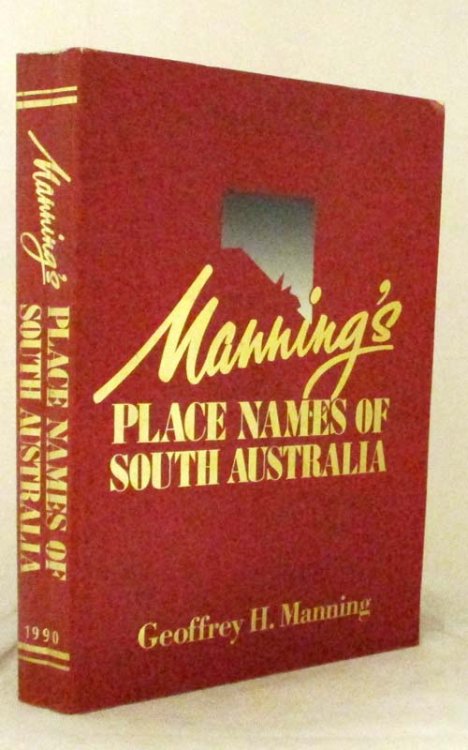 Manning's
PLACE NAMES OF
SOUTH AUSTRALIA
1990
Manning's
PLACE NAMES OF
SOUTH AUSTRALIA
Geoffrey H. Manning